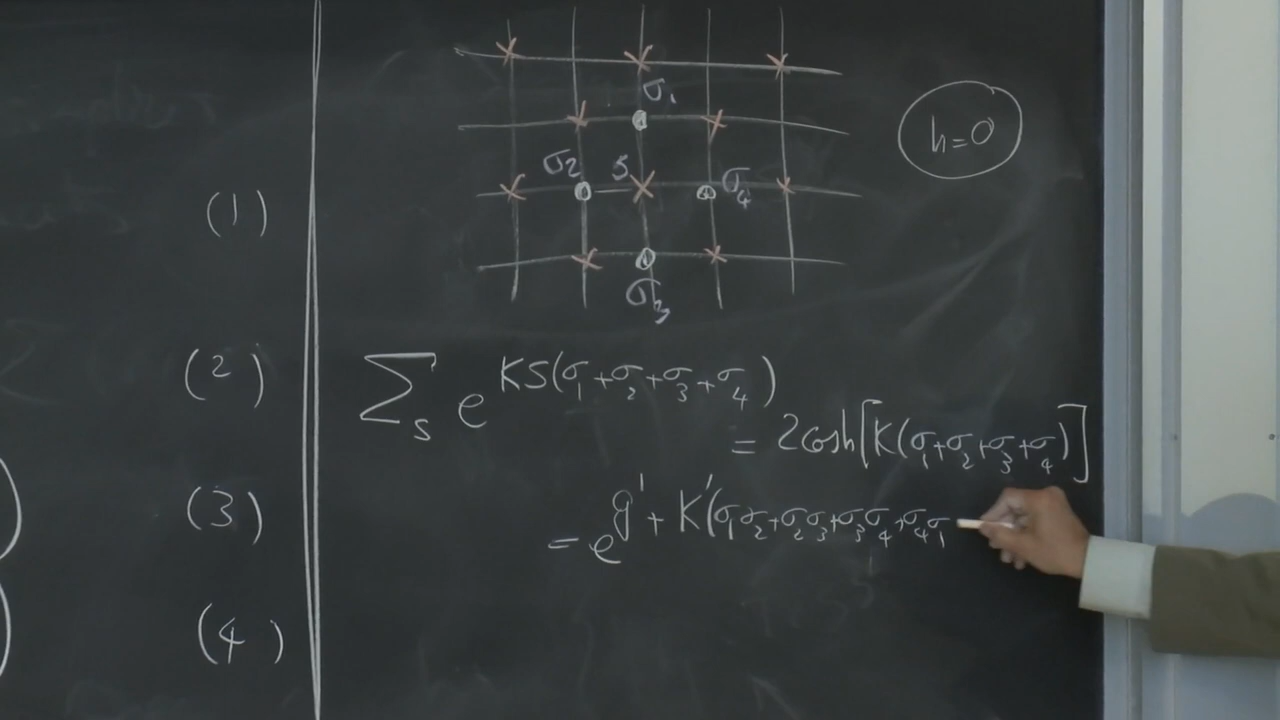 σ₁
h=0
σ₂ S σ₄
(1)
σ₃
(2)
∑ₛ e^{KS(σ₁+σ₂+σ₃+σ₄)}
= 2cosh[K(σ₁+σ₂+σ₃+σ₄)]
(3)
= e^{g' + K'(σ₁σ₂+σ₂σ₃+σ₃σ₄+σ₄σ₁
(4)